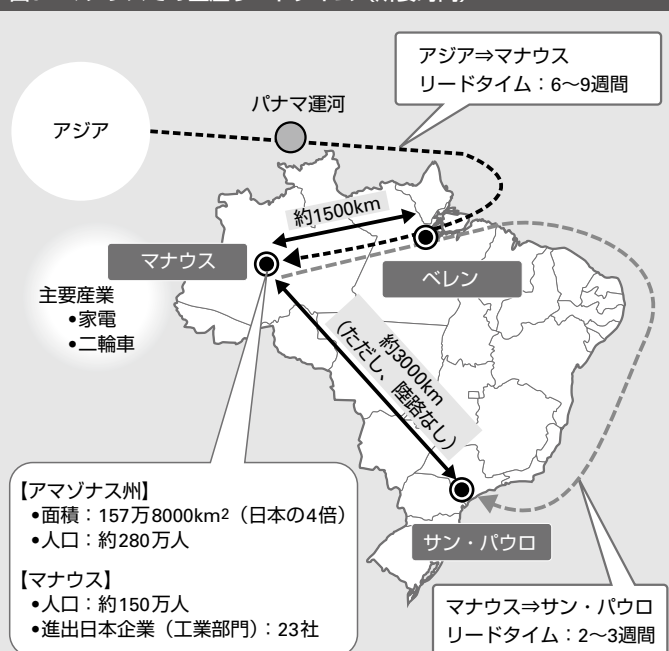 アジア⇒マナウス
リードタイム：6〜9週間
パナマ運河
アジア
約1500km
マナウス
ベレン
主要産業
•家電
•二輪車
約3000km
（ただし、陸路なし）
【アマゾナス州】
•面積：157万8000km²（日本の4倍）
•人口：約280万人
【マナウス】
•人口：約150万人
•進出日本企業（工業部門）：23社
サン・パウロ
マナウス⇒サン・パウロ
リードタイム：2〜3週間